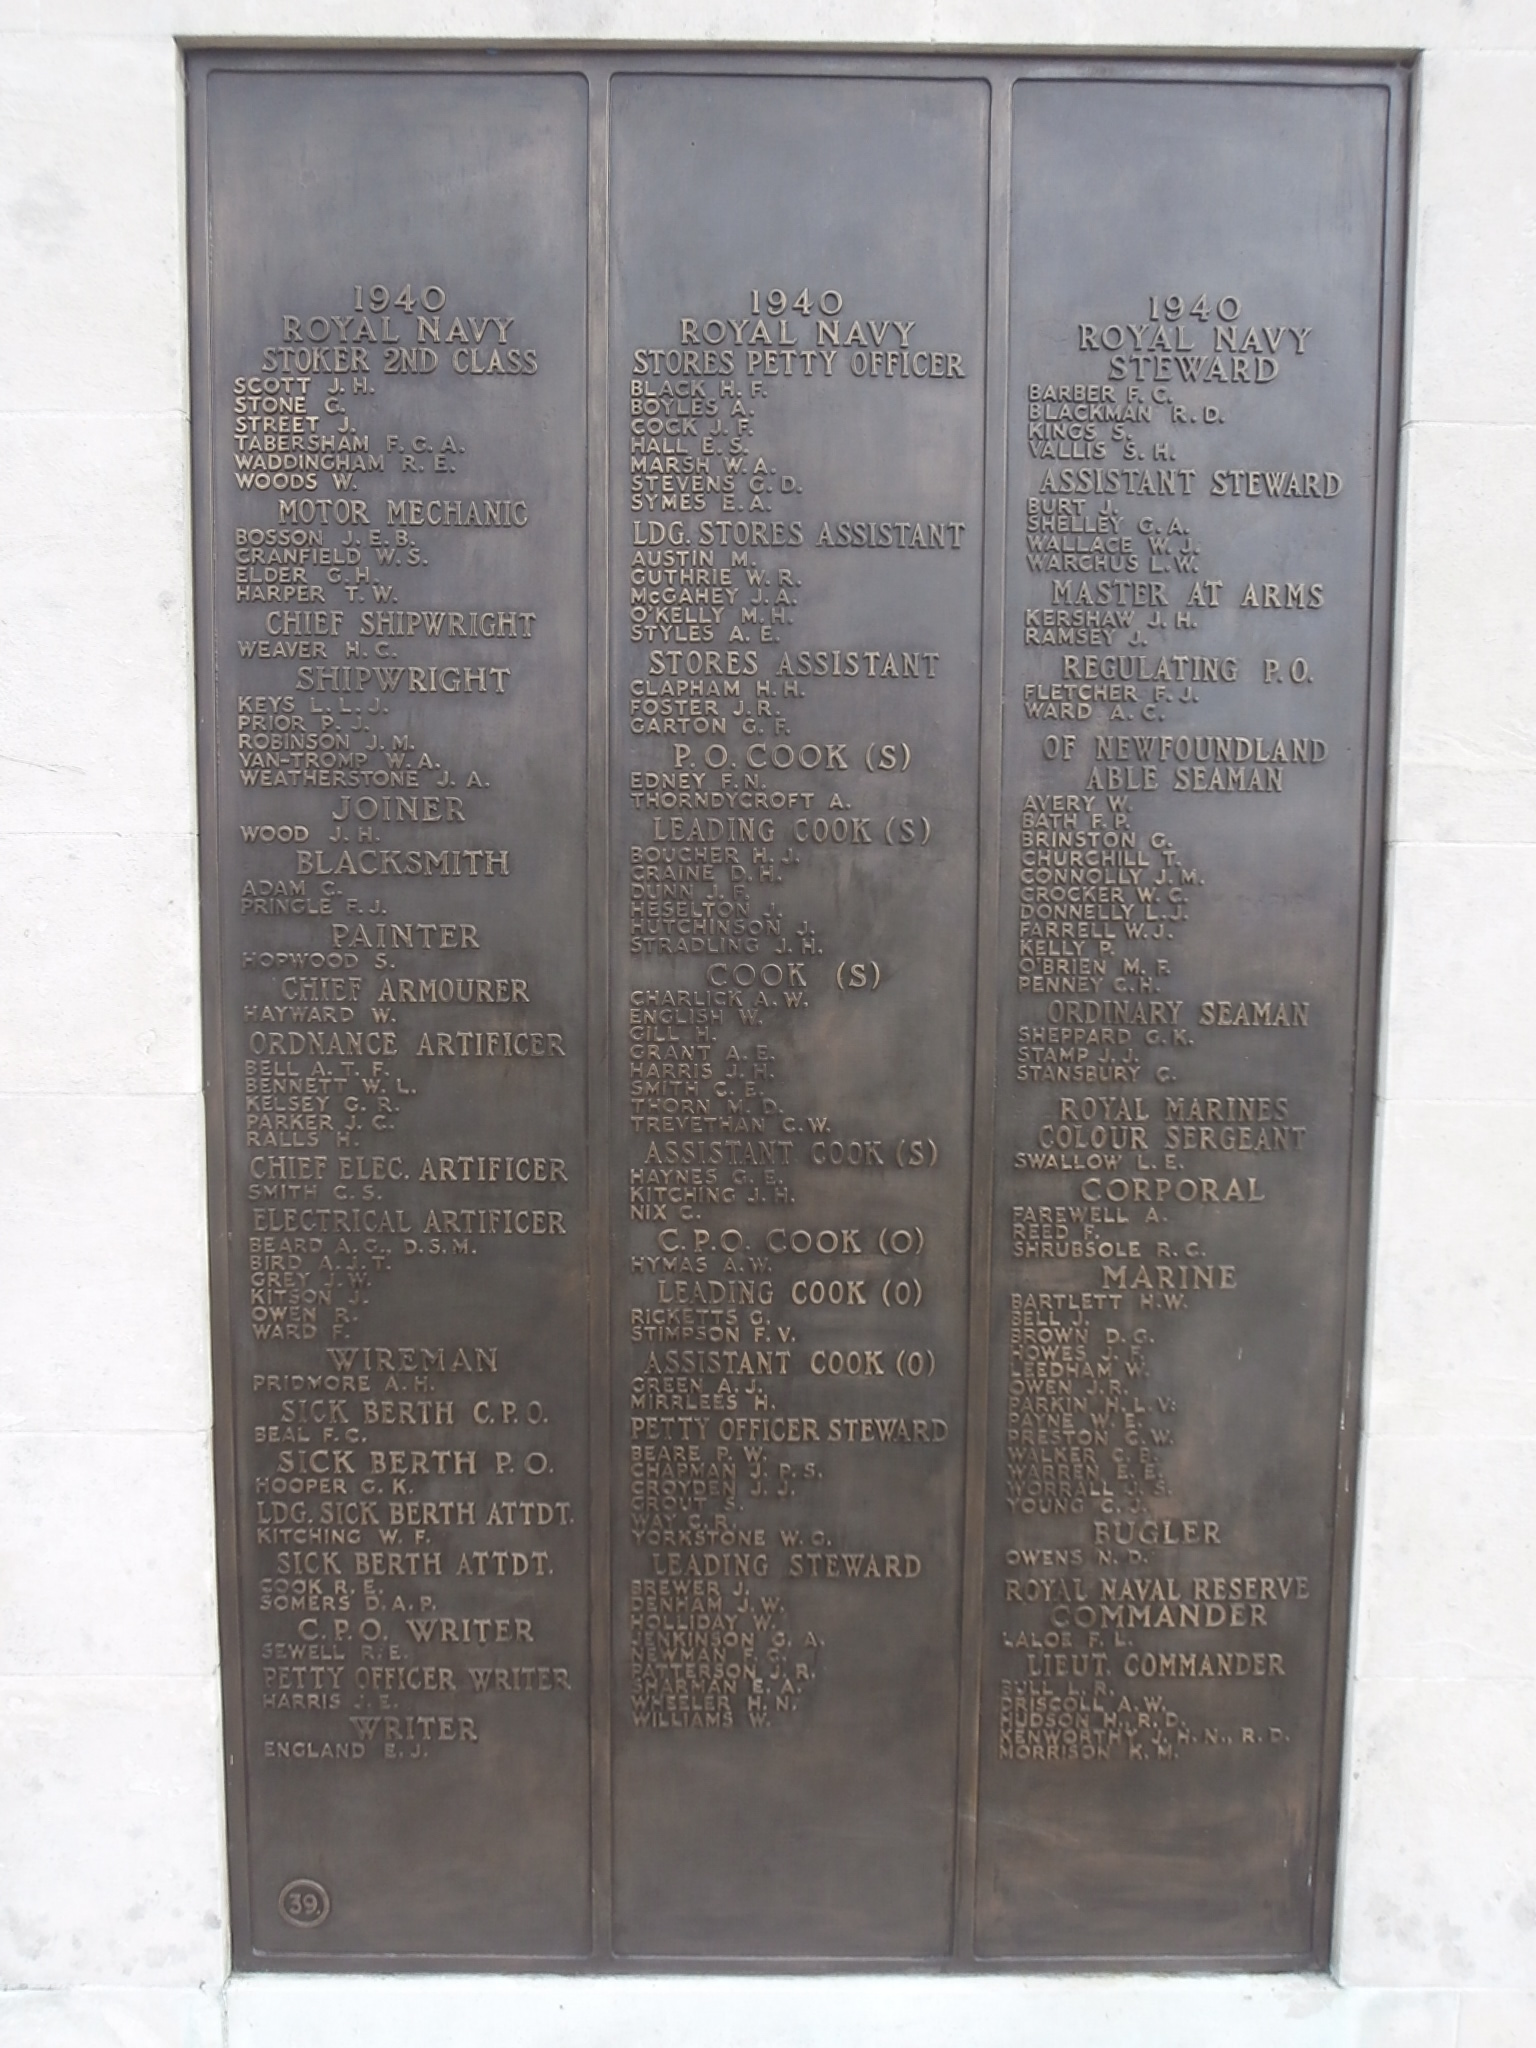 1940
ROYAL NAVY
STOKER 2ND CLASS
SCOTT J. H.
STONE C.
STREET J.
TABERSHAM F. G. A.
WADDINGHAM R. E.
WOODS W.
MOTOR MECHANIC
BOSSON J. E. B.
CRANFIELD W. S.
ELDER G. H.
HARPER T. W.
CHIEF SHIPWRIGHT
WEAVER H. C.
SHIPWRIGHT
KEYS L. L. J.
PRIOR P. J.
ROBINSON J. M.
VAN-TROMP W. A.
WEATHERSTONE J. A.
JOINER
WOOD J. H.
BLACKSMITH
ADAM C.
PRINGLE F. J.
PAINTER
HOPWOOD S.
CHIEF ARMOURER
HAYWARD W.
ORDNANCE ARTIFICER
BELL A. T. F.
BENNETT W. L.
KELSEY G. R.
PARKER J. C.
RALLS H.
CHIEF ELEC. ARTIFICER
SMITH C. S.
ELECTRICAL ARTIFICER
BEARD A. G., D. S. M.
BIRD A. J. T.
GREY J. W.
KITSON J.
OWEN R.
WARD F.
WIREMAN
PRIDMORE A. H.
SICK BERTH C. P. O.
BEAL F. C.
SICK BERTH P. O.
HOOPER G. K.
LDG. SICK BERTH ATTDT.
KITCHING W. F.
SICK BERTH ATTDT.
COOK R. E.
SOMERS D. A. P.
C. P. O. WRITER
SEWELL R. E.
PETTY OFFICER WRITER
HARRIS J. E.
WRITER
ENGLAND E. J.
39
1940
ROYAL NAVY
STORES PETTY OFFICER
BLACK H. F.
BOYLES A.
COCK J. F.
HALL E. S.
MARSH W. A.
STEVENS G. D.
SYMES E. A.
LDG. STORES ASSISTANT
AUSTIN M.
GUTHRIE W. R.
McGAHEY J. A.
O'KELLY M. H.
STYLES A. E.
STORES ASSISTANT
CLAPHAM H. H.
FOSTER J. R.
GARTON G. F.
P. O. COOK (S)
EDNEY F. N.
THORNDYCROFT A.
LEADING COOK (S)
BOUCHER H. J.
CRAINE D. H.
DUNN J. F.
HESELTON J.
HUTCHINSON J.
STRADLING J. H.
COOK (S)
CHARLICK A. W.
ENGLISH W.
GILL H.
GRANT A. E.
HARRIS J. H.
SMITH C. E.
THORN M. D.
TREVETHAN C. W.
ASSISTANT COOK (S)
HAYNES G. E.
KITCHING J. H.
NIX C.
C. P. O. COOK (O)
HYMAS A. W.
LEADING COOK (O)
RICKETTS G.
STIMPSON F. V.
ASSISTANT COOK (O)
GREEN A. J.
MIRRLEES H.
PETTY OFFICER STEWARD
BEARE P. W.
CHAPMAN J. P. S.
CROYDEN J. J.
GROUT S.
WAY C. R.
YORKSTONE W. G.
LEADING STEWARD
BREWER J.
DENHAM J. W.
HOLLIDAY W.
JENKINSON G. A.
NEWMAN F. G.
PATTERSON J. R.
SHARMAN E. A.
WHEELER H. N.
WILLIAMS W.
1940
ROYAL NAVY
STEWARD
BARBER F. C.
BLACKMAN R. D.
KINGS S.
VALLIS S. H.
ASSISTANT STEWARD
BURT J.
SHELLEY G. A.
WALLACE W. J.
WARCHUS L. W.
MASTER AT ARMS
KERSHAW J. H.
RAMSEY J.
REGULATING P. O.
FLETCHER F. J.
WARD A. C.
OF NEWFOUNDLAND
ABLE SEAMAN
AVERY W.
BATH F. P.
BRINSTON G.
CHURCHILL T.
CONNOLLY J. M.
CROCKER W. C.
DONNELLY L. J.
FARRELL W. J.
KELLY P.
O'BRIEN M. F.
PENNEY C. H.
ORDINARY SEAMAN
SHEPPARD G. K.
STAMP J. J.
STANSBURY C.
ROYAL MARINES
COLOUR SERGEANT
SWALLOW L. E.
CORPORAL
FAREWELL A.
REED F.
SHRUBSOLE R. C.
MARINE
BARTLETT H. W.
BELL J.
BROWN D. G.
HOWES J. F.
LEEDHAM W.
OWEN J. R.
PARKIN H. L. V.
PAYNE W. E.
PRESTON G. W.
WALKER C. B.
WARREN E. E.
WORRALL J. S.
YOUNG C. J.
BUGLER
OWENS N. D.
ROYAL NAVAL RESERVE
COMMANDER
LALOE F. L.
LIEUT. COMMANDER
BULL L. R.
DRISCOLL A. W.
HUDSON H., R. D.
KENWORTHY J. H. N., R. D.
MORRISON K. M.